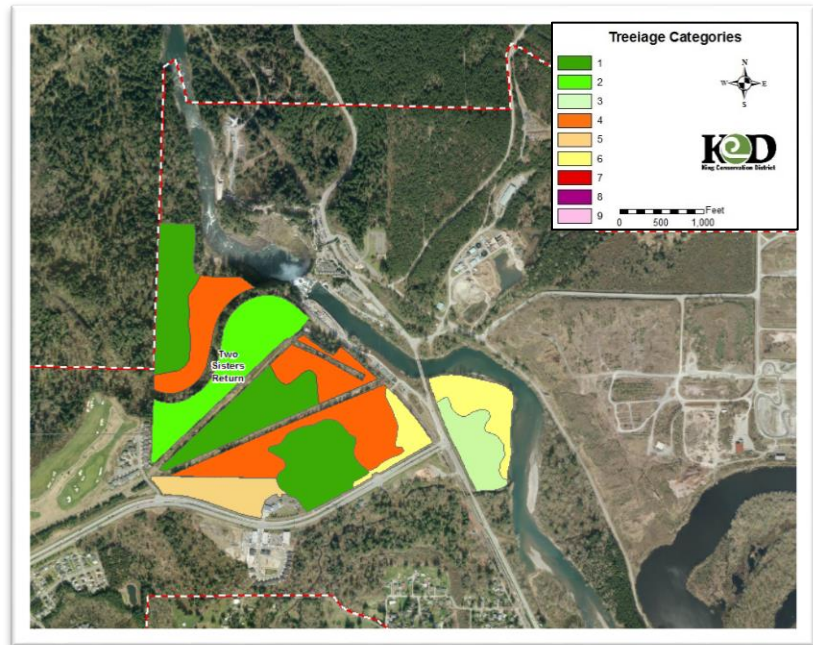 Treeiage Categories
1
2
3
4
5
6
7
8
9
N
W E
S
KCD
King Conservation District
Feet
0 500 1,000
Two
Sisters
Return